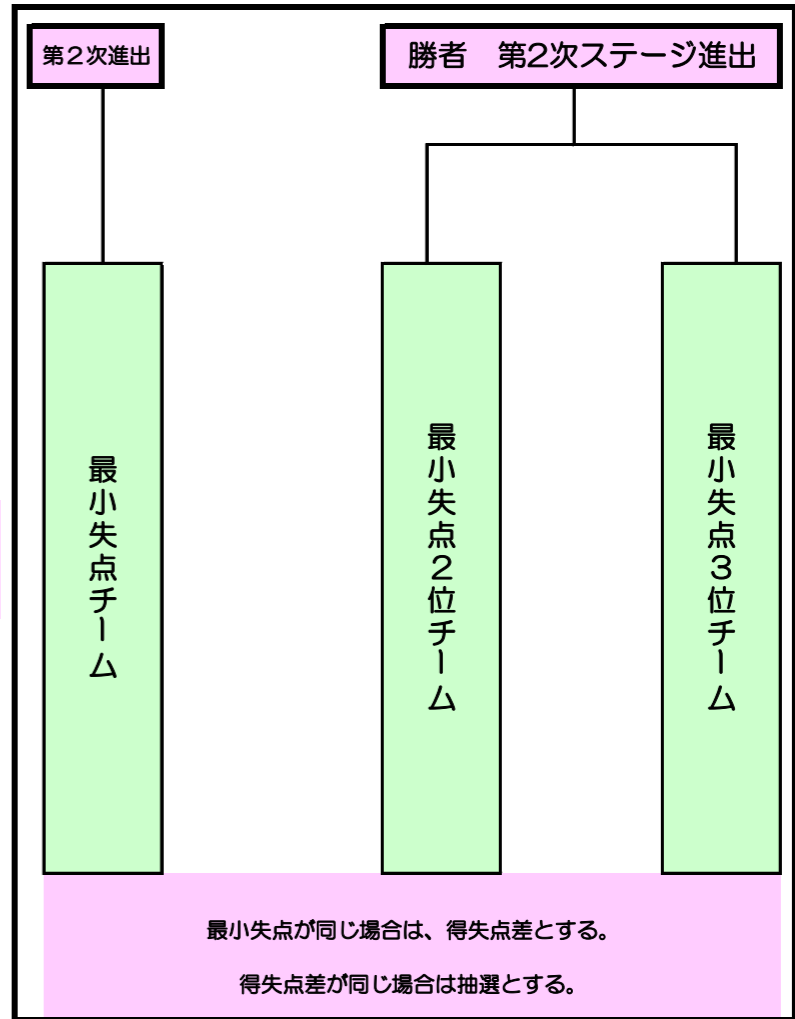 第２次進出
勝者　第2次ステージ進出
最小失点チーム
最小失点２位チーム
最小失点３位チーム
最小失点が同じ場合は、得失点差とする。
得失点差が同じ場合は抽選とする。